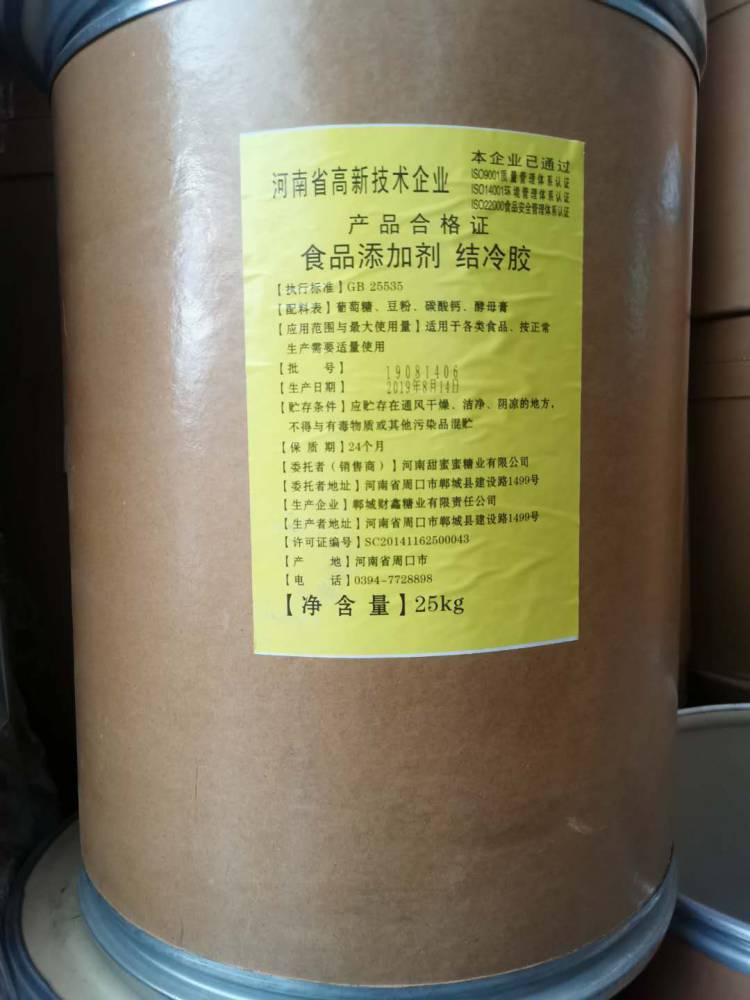 河南省高新技术企业
本企业已通过
ISO9001质量管理体系认证
ISO14001环境管理体系认证
ISO22000食品安全管理体系认证
产品合格证
食品添加剂 结冷胶
【执行标准】GB 25535
【配料表】葡萄糖、豆粉、碳酸钙、酵母膏
【应用范围与最大使用量】适用于各类食品、按正常
生产需要适量使用
【批 号】 19081406
【生产日期】 2019年8月14日
【贮存条件】应贮存在通风干燥、洁净、阴凉的地方,
不得与有毒物质或其他污染品混贮
【保 质 期】24个月
【委托者（销售商）】河南甜蜜蜜糖业有限公司
【委托者地址】河南省周口市郸城县建设路1499号
【生产企业】郸城财鑫糖业有限责任公司
【生产者地址】河南省周口市郸城县建设路1499号
【许可证编号】SC20141162500043
【产 地】河南省周口市
【电 话】0394-7728898
【净 含 量】25kg